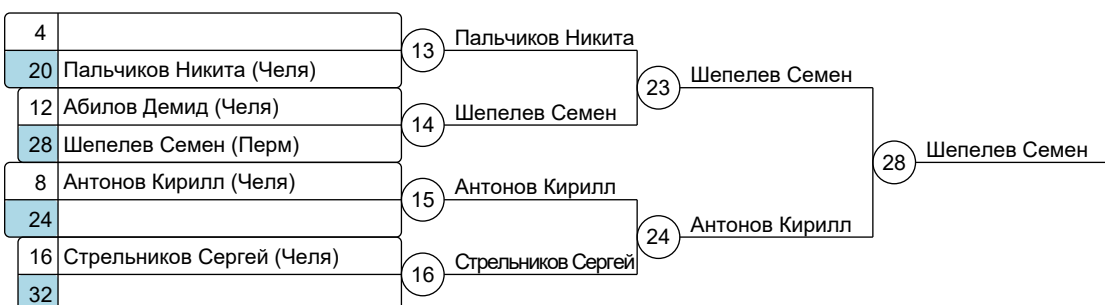 4
13 Пальчиков Никита
20 Пальчиков Никита (Челя)
23 Шепелев Семен
12 Абилов Демид (Челя)
14 Шепелев Семен
28 Шепелев Семен (Перм)
28 Шепелев Семен
8 Антонов Кирилл (Челя)
15 Антонов Кирилл
24
24 Антонов Кирилл
16 Стрельников Сергей (Челя)
16 Стрельников Сергей
32